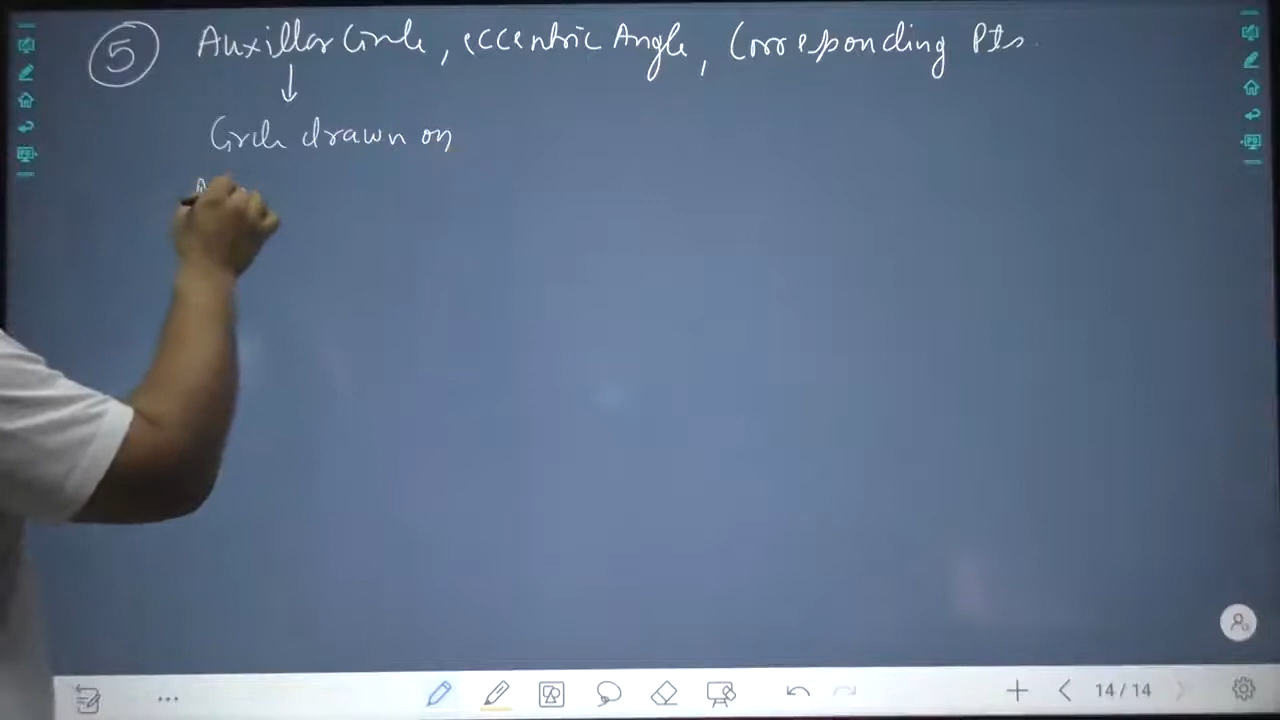 5 Auxillar Circle, eccentric Angle, Corresponding Pts.
Circle drawn on
14/14